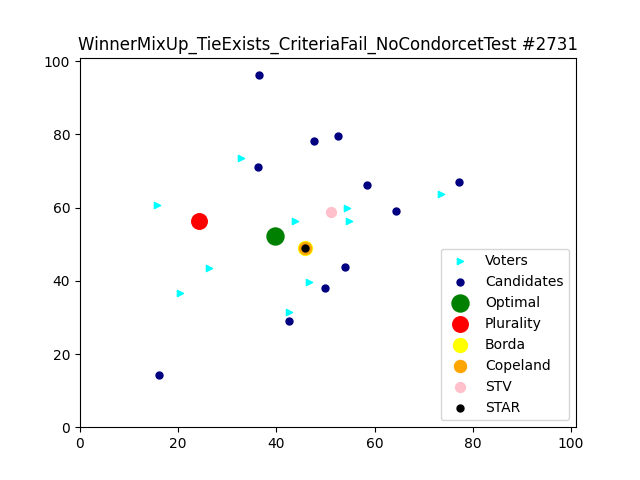 WinnerMixUp_TieExists_CriteriaFail_NoCondorcetTest #2731
100
80
60
40
20
0
0 20 40 60 80 100
Voters
Candidates
Optimal
Plurality
Borda
Copeland
STV
STAR